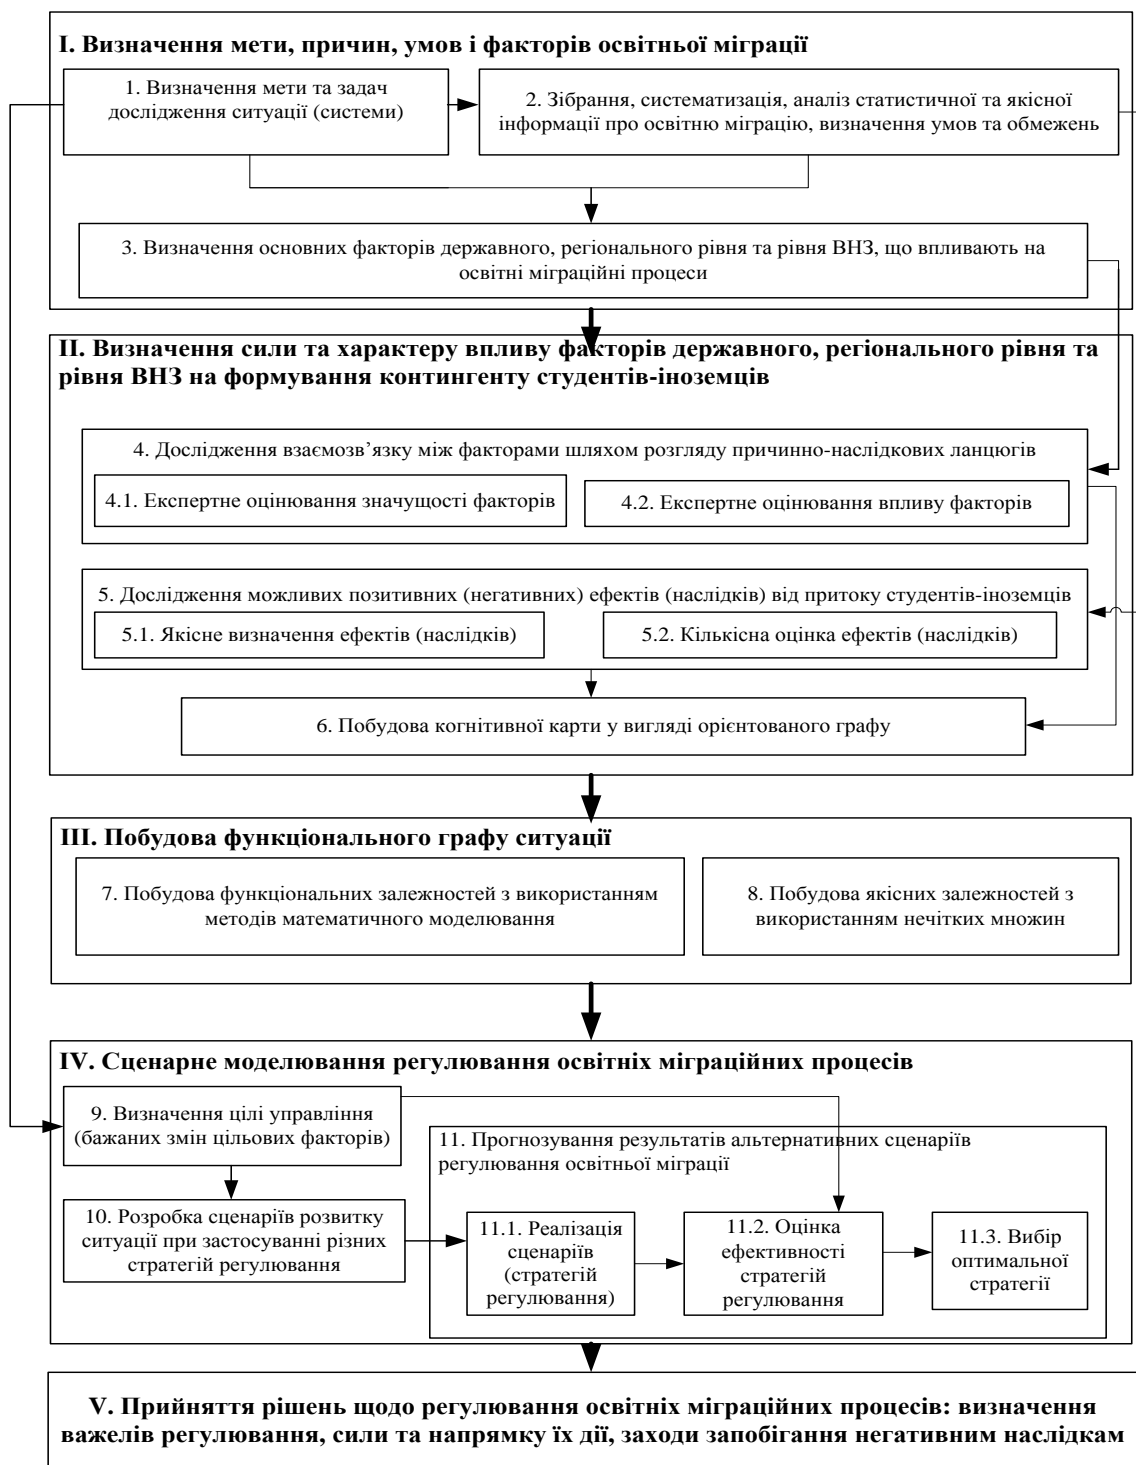 I. Визначення мети, причин, умов і факторів освітньої міграції
1. Визначення мети та задач
дослідження ситуації (системи)
2. Зібрання, систематизація, аналіз статистичної та якісної
інформації про освітню міграцію, визначення умов та обмежень
3. Визначення основних факторів державного, регіонального рівня та рівня ВНЗ, що впливають на
освітні міграційні процеси
II. Визначення сили та характеру впливу факторів державного, регіонального рівня та
рівня ВНЗ на формування контингенту студентів-іноземців
4. Дослідження взаємозв’язку між факторами шляхом розгляду причинно-наслідкових ланцюгів
4.1. Експертне оцінювання значущості факторів
4.2. Експертне оцінювання впливу факторів
5. Дослідження можливих позитивних (негативних) ефектів (наслідків) від притоку студентів-іноземців
5.1. Якісне визначення ефектів (наслідків)
5.2. Кількісна оцінка ефектів (наслідків)
6. Побудова когнітивної карти у вигляді орієнтованого графу
III. Побудова функціонального графу ситуації
7. Побудова функціональних залежностей з використанням
методів математичного моделювання
8. Побудова якісних залежностей з
використанням нечітких множин
IV. Сценарне моделювання регулювання освітніх міграційних процесів
9. Визначення цілі управління
(бажаних змін цільових факторів)
10. Розробка сценаріїв розвитку
ситуації при застосуванні різних
стратегій регулювання
11. Прогнозування результатів альтернативних сценаріїв
регулювання освітньої міграції
11.1. Реалізація
сценаріїв
(стратегій
регулювання)
11.2. Оцінка
ефективності
стратегій
регулювання
11.3. Вибір
оптимальної
стратегії
V. Прийняття рішень щодо регулювання освітніх міграційних процесів: визначення
важелів регулювання, сили та напрямку їх дії, заходи запобігання негативним наслідкам